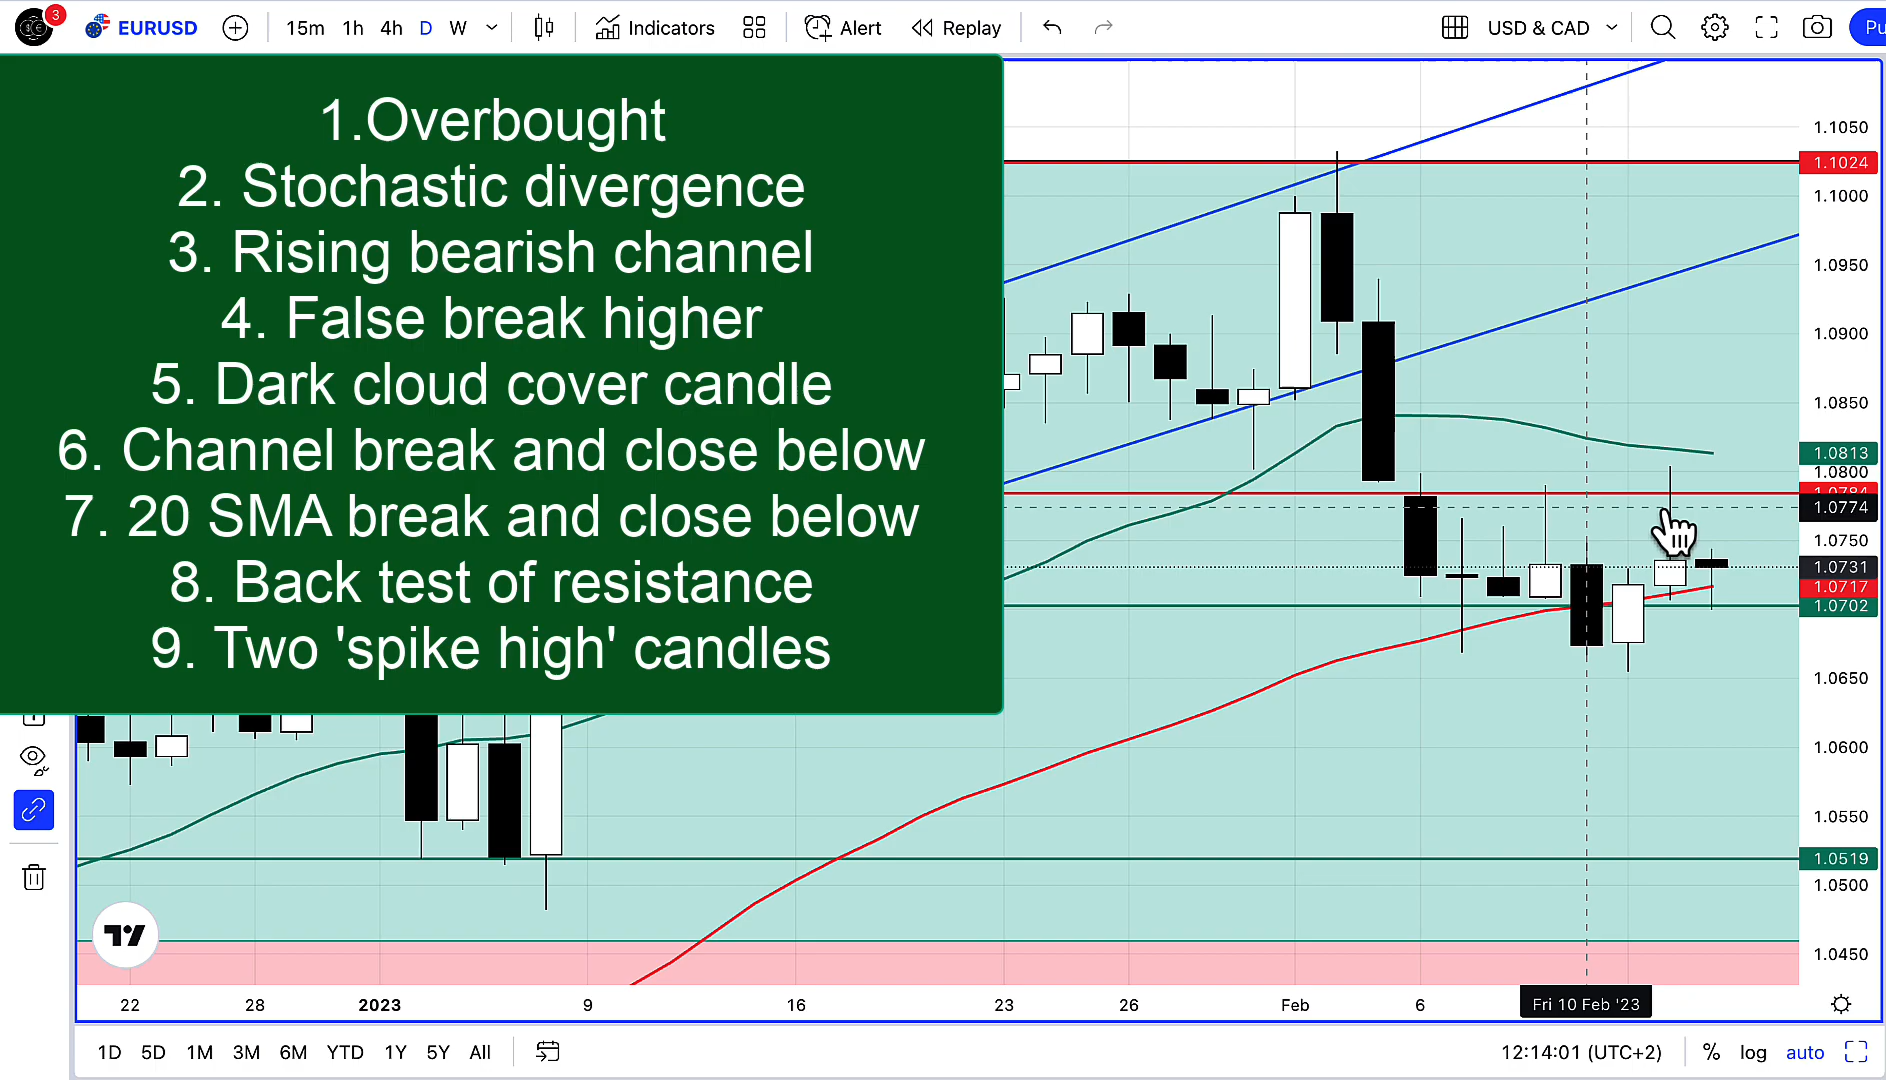 3
EURUSD
15m 1h 4h D W
Indicators
Alert
Replay
USD & CAD
Pu
1.Overbought
2. Stochastic divergence
3. Rising bearish channel
4. False break higher
5. Dark cloud cover candle
6. Channel break and close below
7. 20 SMA break and close below
8. Back test of resistance
9. Two 'spike high' candles
1.1050
1.1024
1.1000
1.0950
1.0900
1.0850
1.0813
1.0800
1.0784
1.0774
1.0750
1.0731
1.0717
1.0702
1.0650
1.0600
1.0550
1.0519
1.0500
1.0450
22 28 2023 9 16 23 26 Feb 6 Fri 10 Feb '23
1D 5D 1M 3M 6M YTD 1Y 5Y All
12:14:01 (UTC+2) % log auto